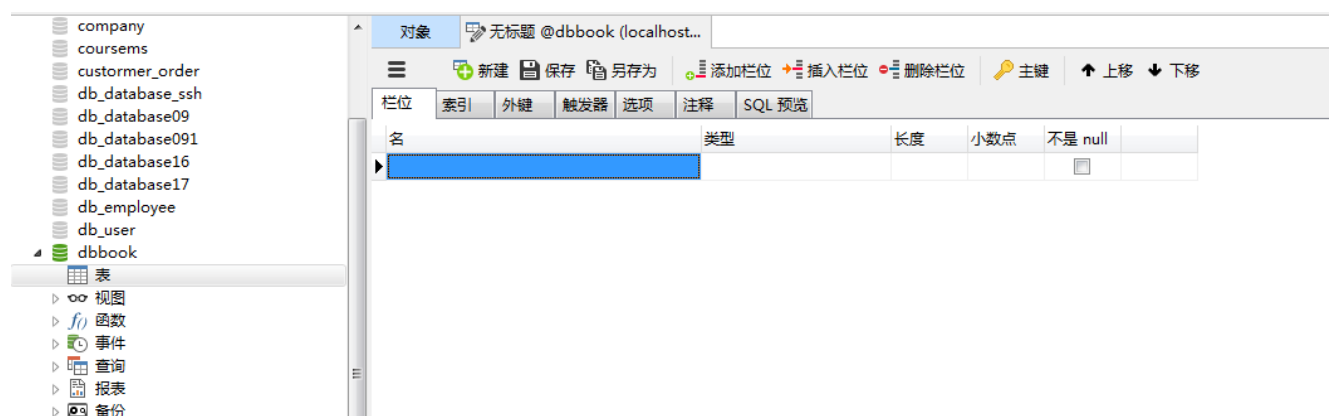 company
coursems
custormer_order
db_database_ssh
db_database09
db_database091
db_database16
db_database17
db_employee
db_user
dbbook
表
视图
f() 函数
事件
查询
报表
备份
对象 无标题 @dbbook (localhost...
新建 保存 另存为 添加栏位 插入栏位 删除栏位 主键 上移 下移
栏位 索引 外键 触发器 选项 注释 SQL 预览
名 类型 长度 小数点 不是 null